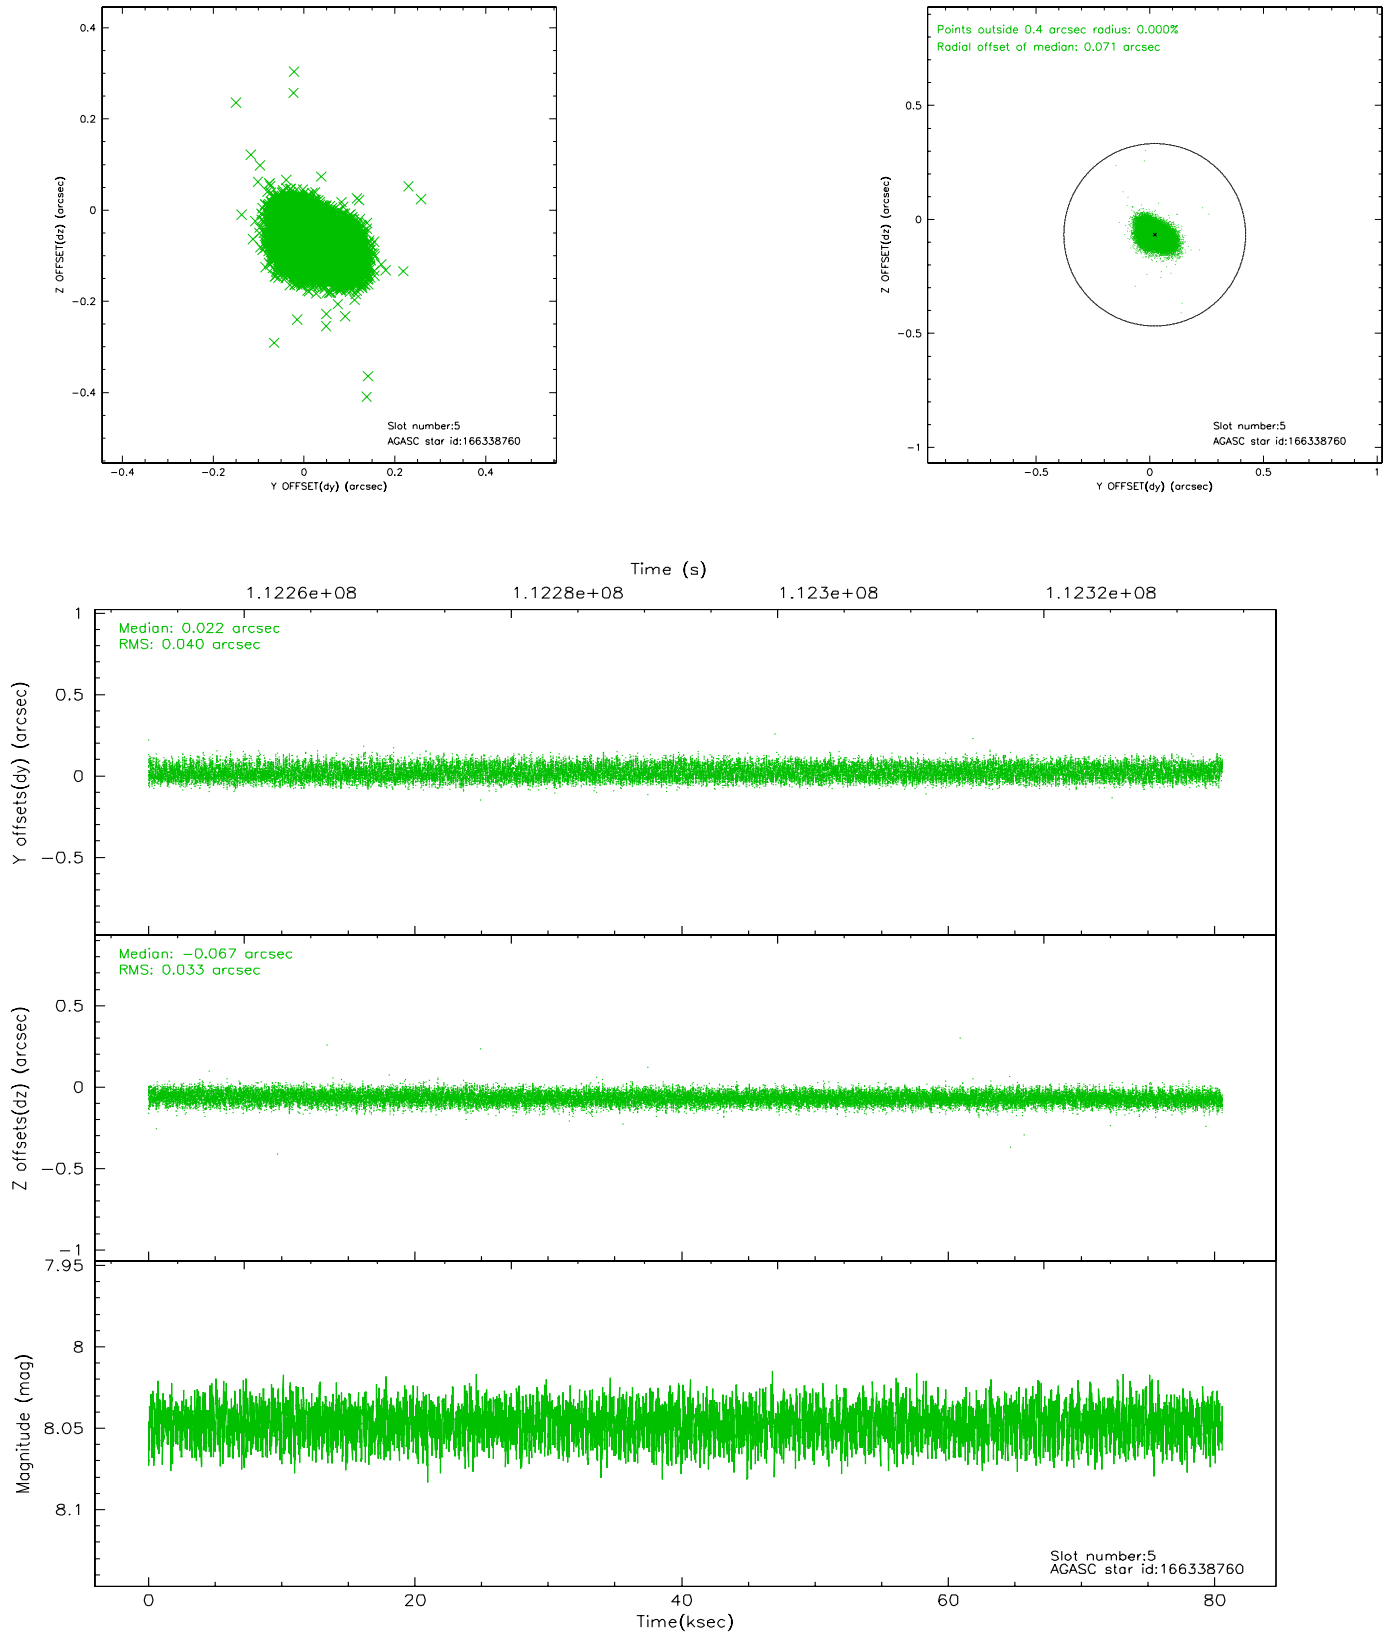 0.4
0.2
0
−0.2
−0.4
Z OFFSET(dz) (arcsec)
−0.4 −0.2 0 0.2 0.4
Y OFFSET(dy) (arcsec)
Slot number:5
AGASC star id:166338760
Points outside 0.4 arcsec radius: 0.000%
Radial offset of median: 0.071 arcsec
0.5
0
−0.5
−1
Z OFFSET(dz) (arcsec)
−0.5 0 0.5 1
Y OFFSET(dy) (arcsec)
Slot number:5
AGASC star id:166338760
Time (s)
1.1226e+08 1.1228e+08 1.123e+08 1.1232e+08
Median: 0.022 arcsec
RMS: 0.040 arcsec
1
0.5
0
−0.5
Y offsets(dy) (arcsec)
Median: −0.067 arcsec
RMS: 0.033 arcsec
0.5
0
−0.5
−1
Z offsets(dz) (arcsec)
7.95
8
8.05
8.1
Magnitude (mag)
Slot number:5
AGASC star id:166338760
0 20 40 60 80
Time(ksec)